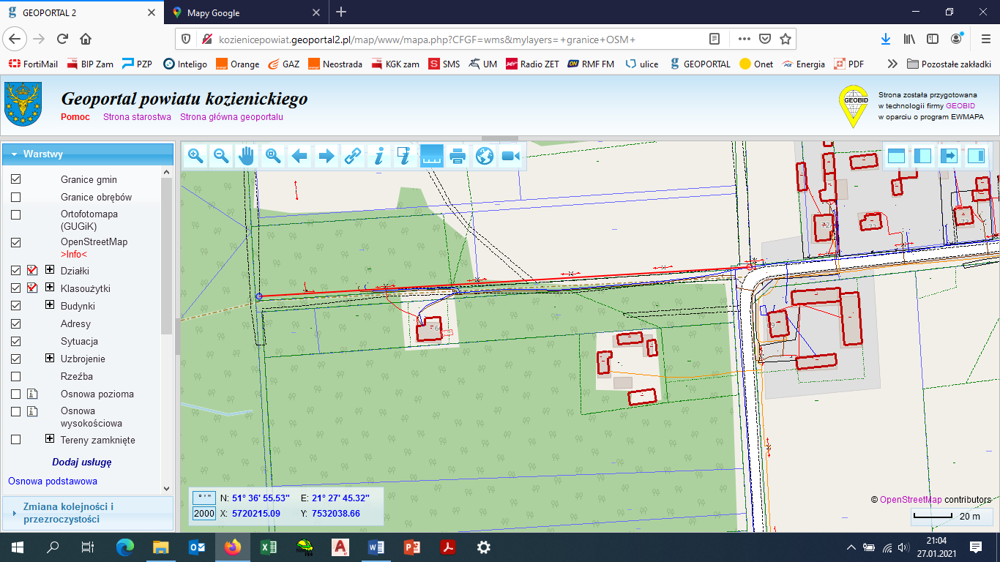 GEOPORTAL 2
Mapy Google
kozienicepowiat.geoportal2.pl/map/www/mapa.php?CFGF=wms&mylayers=+granice+OSM+
FortiMail BIP Zam PZP Inteligo Orange GAZ Neostrada KGK zam SMS UM Radio ZET RMF FM ulice GEOPORTAL Onet Energia PDF Pozostałe zakładki
Geoportal powiatu kozienickiego
Pomoc Strona starostwa Strona główna geoportalu
GEOBID
Strona została przygotowana
w technologii firmy GEOBID
w oparciu o program EWMAPA
Warstwy
Granice gmin
Granice obrębów
Ortofotomapa
(GUGiK)
OpenStreetMap
>Info<
Działki
Klasoużytki
Budynki
Adresy
Sytuacja
Uzbrojenie
Rzeźba
Osnowa pozioma
Osnowa
wysokościowa
Tereny zamknięte
Dodaj usługę
Osnowa podstawowa
Zmiana kolejności i
przezroczystości
° ' " N: 51° 36' 55.53" E: 21° 27' 45.32"
2000 X: 5720215.09 Y: 7532038.66
© OpenStreetMap contributors
20 m
21:04
27.01.2021